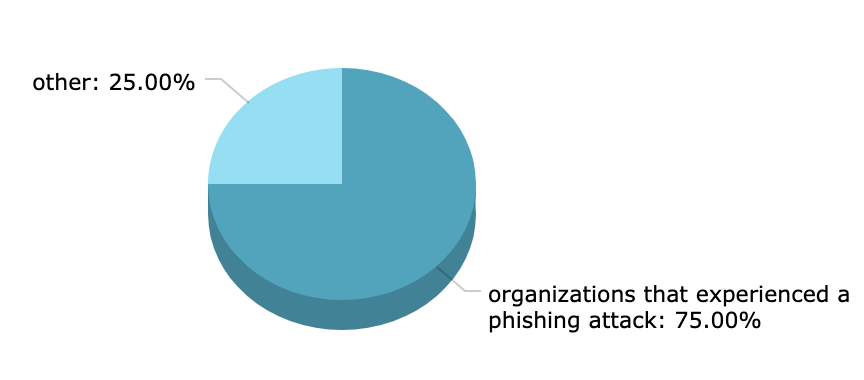 other: 25.00%
organizations that experienced a
phishing attack: 75.00%